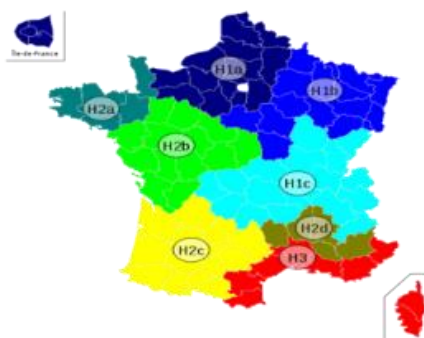 Île-de-France
H1a
H1b
H2a
H2b
H1c
H2d
H2c
H3